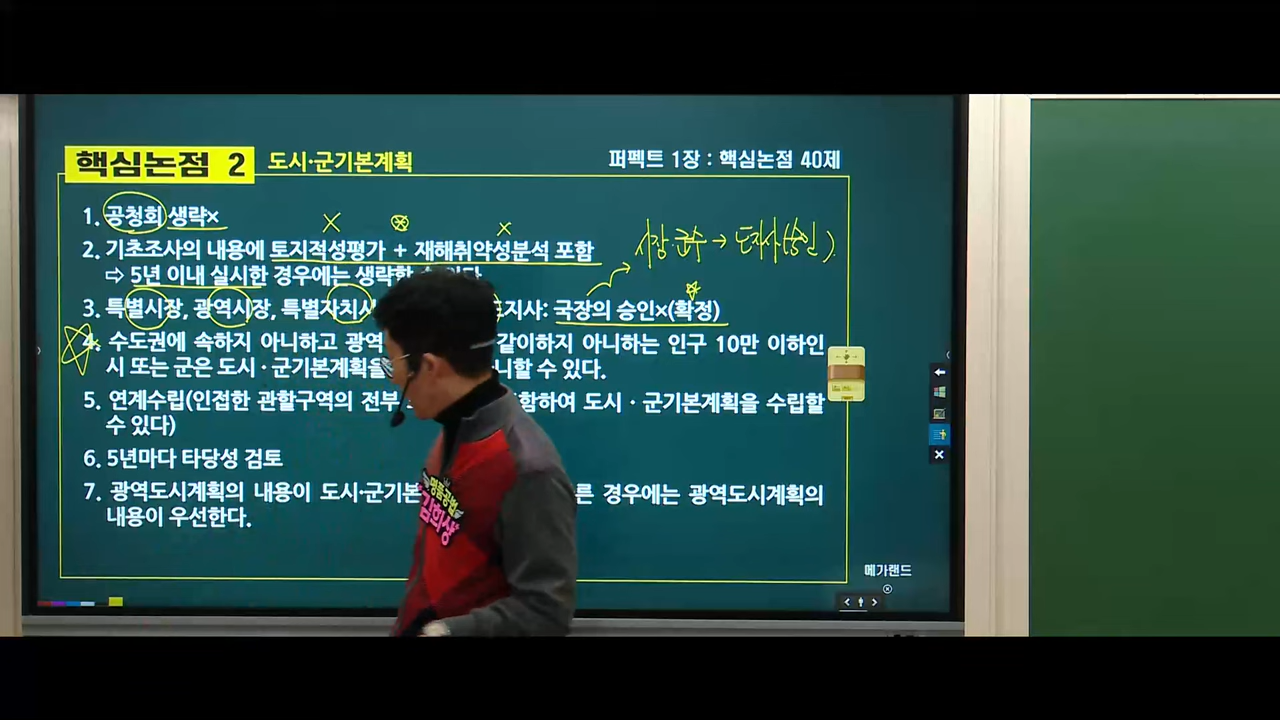 핵심논점 2 도시·군기본계획 퍼펙트 1장 : 핵심논점 40제
1. 공청회 생략×
2. 기초조사의 내용에 토지적성평가 + 재해취약성분석 포함
⇨ 5년 이내 실시한 경우에는 생략할 수 있다.
시장 군수 → 도지사(승인).
3. 특별시장, 광역시장, 특별자치시 도지사: 국장의 승인×(확정)
4. 수도권에 속하지 아니하고 광역 같이하지 아니하는 인구 10만 이하인
시 또는 군은 도시·군기본계획을 니할 수 있다.
5. 연계수립(인접한 관할구역의 전부 함하여 도시·군기본계획을 수립할
수 있다)
6. 5년마다 타당성 검토
7. 광역도시계획의 내용이 도시·군기본 른 경우에는 광역도시계획의
내용이 우선한다.
명품공법
김희상
메가랜드